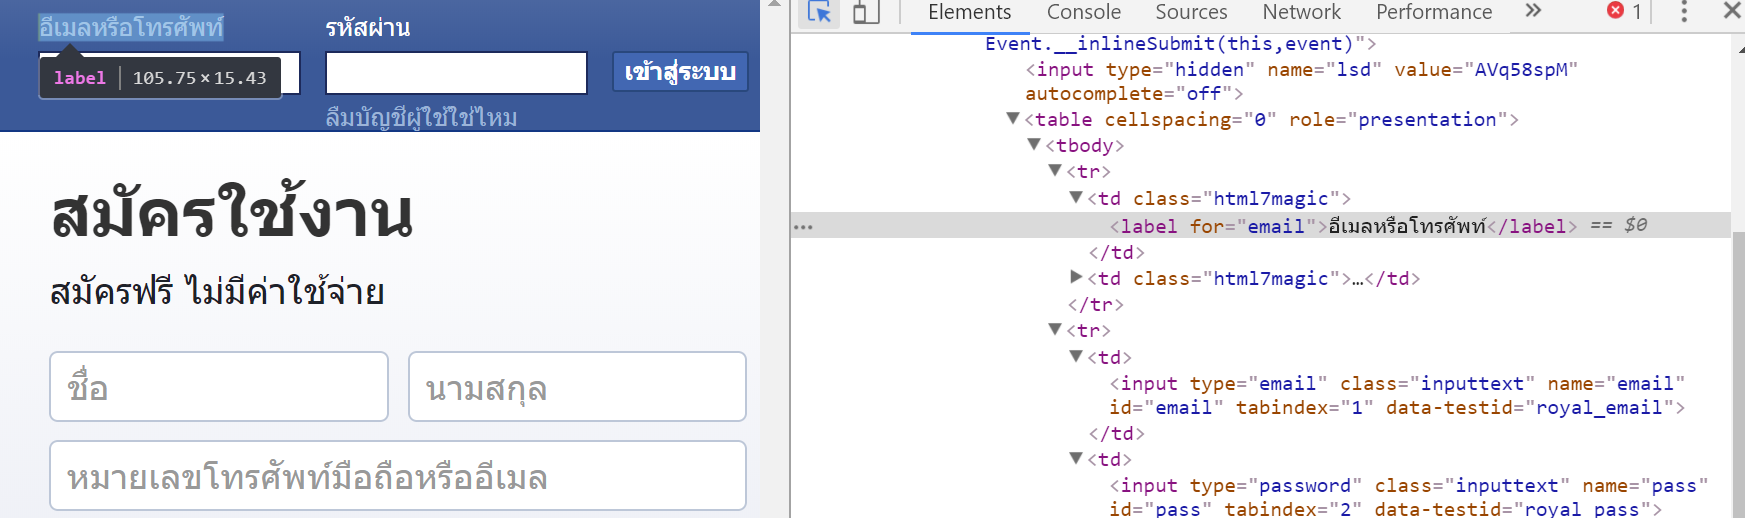 อีเมลหรือโทรศัพท์
รหัสผ่าน
label 105.75×15.43
เข้าสู่ระบบ
ลืมบัญชีผู้ใช้ใช่ไหม
สมัครใช้งาน
สมัครฟรี ไม่มีค่าใช้จ่าย
ชื่อ
นามสกุล
หมายเลขโทรศัพท์มือถือหรืออีเมล
Elements Console Sources Network Performance » 1
Event.__inlineSubmit(this,event)">
<input type="hidden" name="lsd" value="AVq58spM"
autocomplete="off">
<table cellspacing="0" role="presentation">
<tbody>
<tr>
<td class="html7magic">
… <label for="email">อีเมลหรือโทรศัพท์</label> == $0
</td>
<td class="html7magic">…</td>
</tr>
<tr>
<td>
<input type="email" class="inputtext" name="email"
id="email" tabindex="1" data-testid="royal_email">
</td>
<td>
<input type="password" class="inputtext" name="pass"
id="pass" tabindex="2" data-testid="royal_pass">